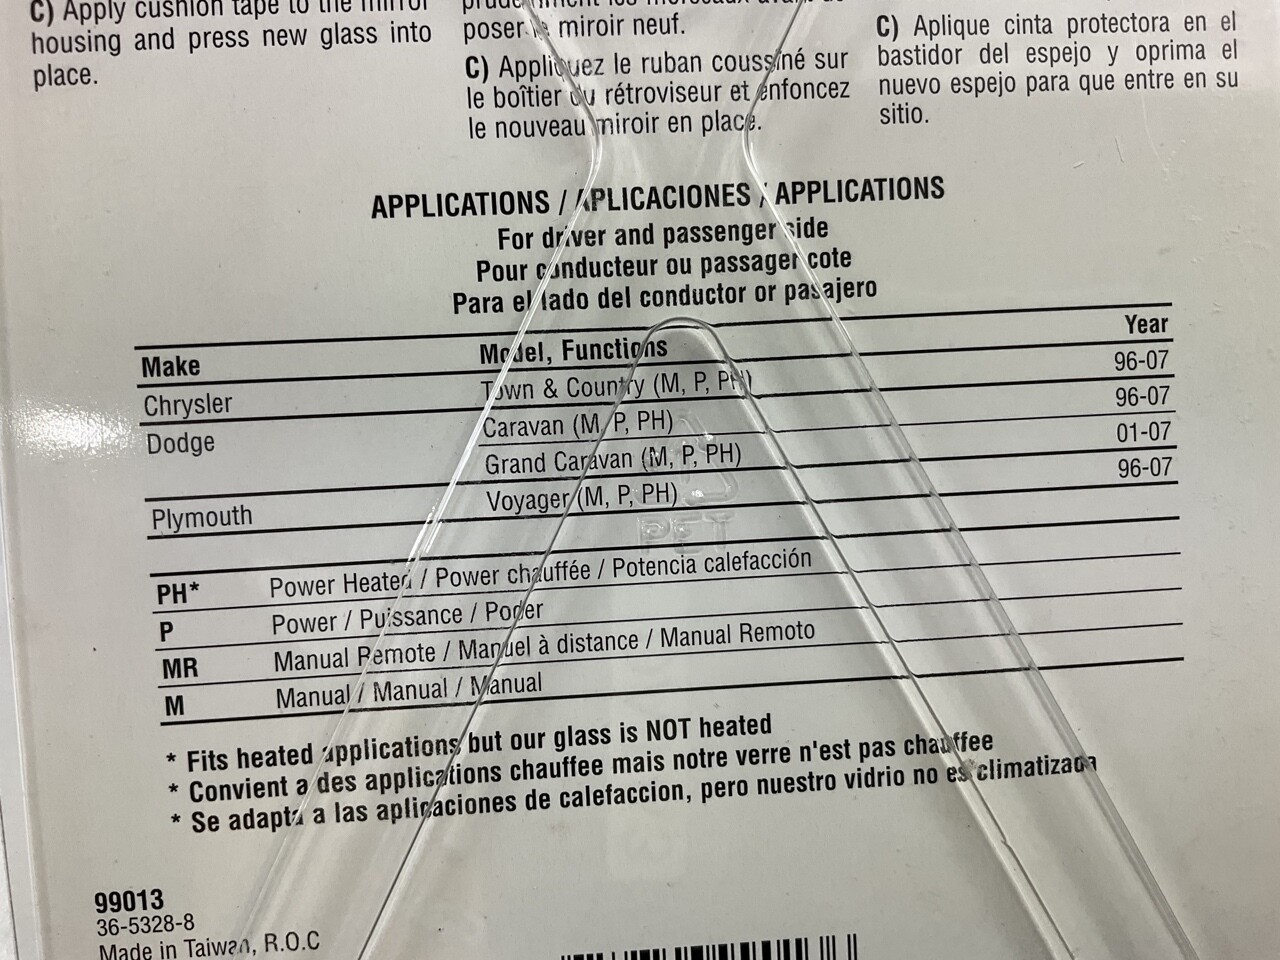 C) Apply cushion tape to the mirror
housing and press new glass into
place.
poser le miroir neuf.
C) Appliquez le ruban coussiné sur
le boîtier du rétroviseur et enfoncez
le nouveau miroir en place.
C) Aplique cinta protectora en el
bastidor del espejo y oprima el
nuevo espejo para que entre en su
sitio.
APPLICATIONS / APLICACIONES / APPLICATIONS
For driver and passenger side
Pour conducteur ou passager cote
Para el lado del conductor or pasajero
Make Model, Functions Year
Chrysler Town & Country (M, P, PH) 96-07
Dodge Caravan (M, P, PH) 96-07
Grand Caravan (M, P, PH) 01-07
Plymouth Voyager (M, P, PH) 96-07
PET
PH* Power Heated / Power chauffée / Potencia calefacción
P Power / Puissance / Poder
MR Manual Remote / Manuel à distance / Manual Remoto
M Manual / Manual / Manual
* Fits heated applications but our glass is NOT heated
* Convient a des applications chauffee mais notre verre n'est pas chauffee
* Se adapta a las aplicaciones de calefaccion, pero nuestro vidrio no es climatizada
99013
36-5328-8
Made in Taiwan, R.O.C